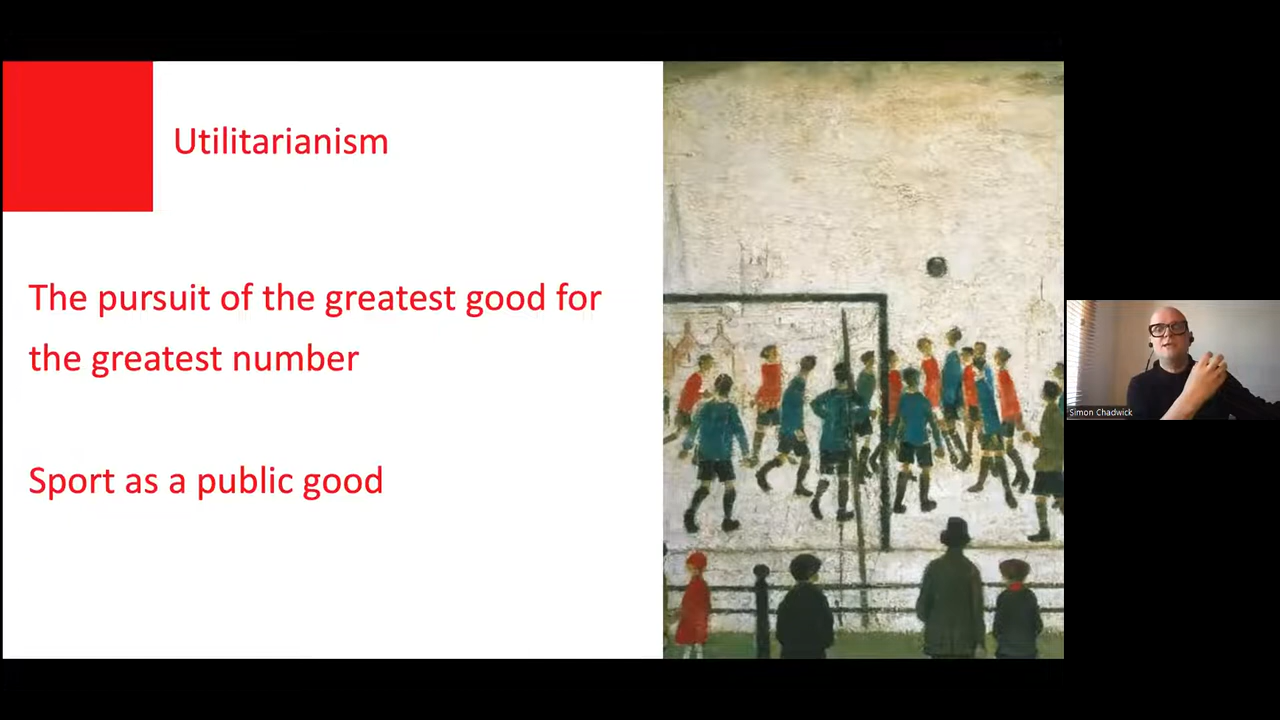 Utilitarianism
The pursuit of the greatest good for
the greatest number
Sport as a public good
Simon Chadwick